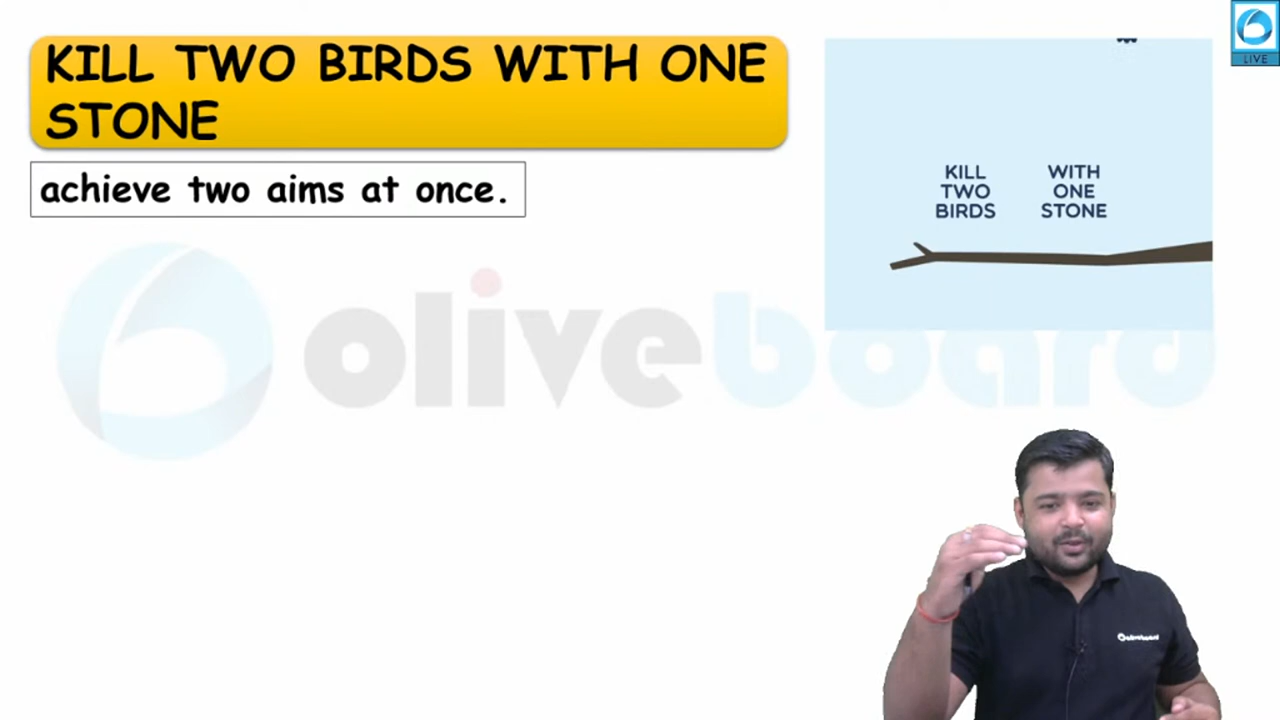 KILL TWO BIRDS WITH ONE
STONE
achieve two aims at once.
KILL
TWO
BIRDS
WITH
ONE
STONE
LIVE
oliveboard
oliveboard